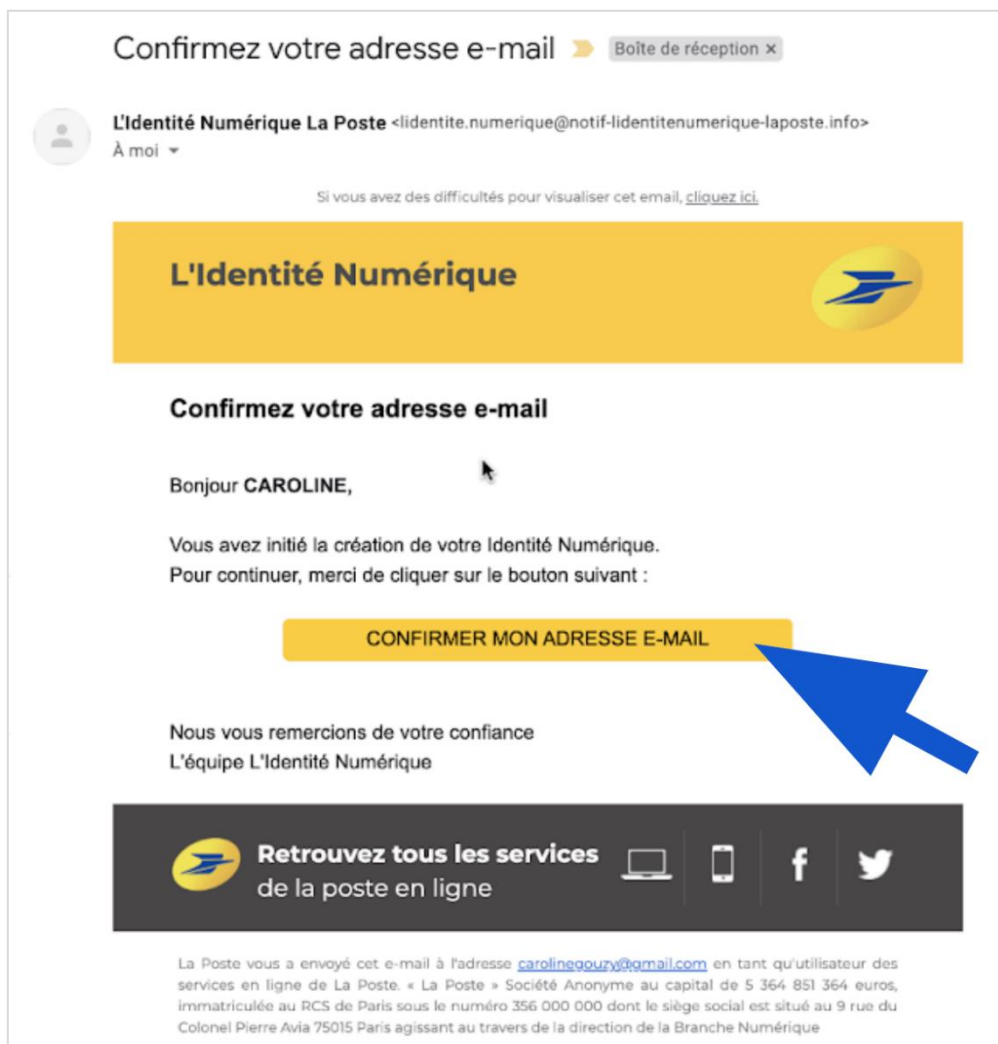 Confirmez votre adresse e-mail Boîte de réception ×
L'Identité Numérique La Poste <lidentite.numerique@notif-lidentitenumerique-laposte.info>
À moi
Si vous avez des difficultés pour visualiser cet email, cliquez ici.
L'Identité Numérique
Confirmez votre adresse e-mail
Bonjour CAROLINE,
Vous avez initié la création de votre Identité Numérique.
Pour continuer, merci de cliquer sur le bouton suivant :
CONFIRMER MON ADRESSE E-MAIL
Nous vous remercions de votre confiance
L'équipe L'Identité Numérique
Retrouvez tous les services
de la poste en ligne
La Poste vous a envoyé cet e-mail à l'adresse carolinegouzy@gmail.com en tant qu'utilisateur des
services en ligne de La Poste. « La Poste » Société Anonyme au capital de 5 364 851 364 euros,
immatriculée au RCS de Paris sous le numéro 356 000 000 dont le siège social est situé au 9 rue du
Colonel Pierre Avia 75015 Paris agissant au travers de la direction de la Branche Numérique